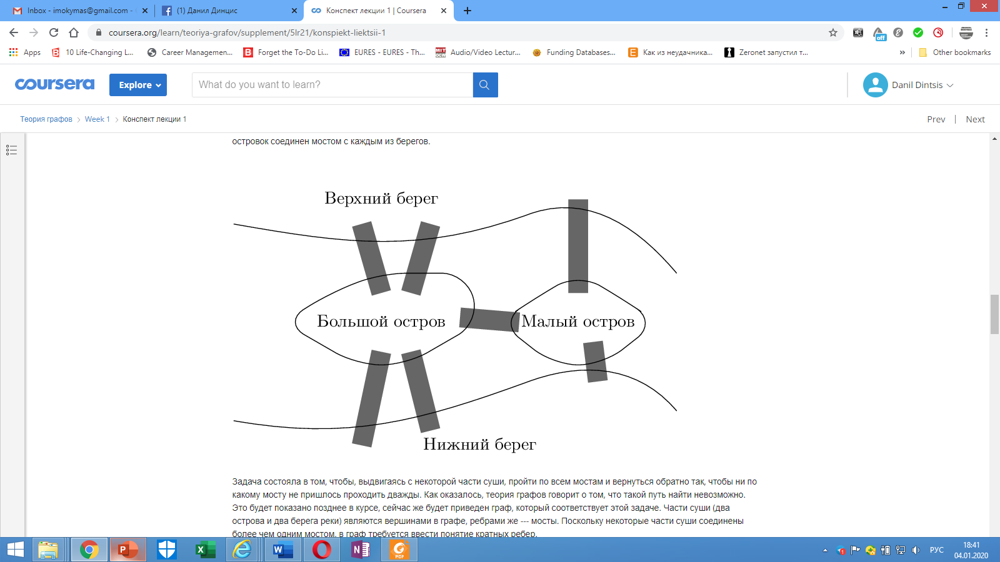 Inbox - imokymas@gmail.com -
(1) Данил Динцис
Конспект лекции 1 | Coursera
coursera.org/learn/teoriya-grafov/supplement/5lr21/konspiekt-liektsii-1
off
Apps
10 Life-Changing L...
Career Managemen...
Forget the To-Do Li...
EURES - EURES - Th...
Audio/Video Lectur...
Funding Databases...
Как из неудачника...
Zeronet запустил т...
»
Other bookmarks
coursera
Explore
What do you want to learn?
Danil Dintsis
Теория графов > Week 1 > Конспект лекции 1
Prev | Next
островок соединен мостом с каждым из берегов.
Верхний берег
Большой остров
Малый остров
Нижний берег
Задача состояла в том, чтобы, выдвигаясь с некоторой части суши, пройти по всем мостам и вернуться обратно так, чтобы ни по
какому мосту не пришлось проходить дважды. Как оказалось, теория графов говорит о том, что такой путь найти невозможно.
Это будет показано позднее в курсе, сейчас же будет приведен граф, который соответствует этой задаче. Части суши (два
острова и два берега реки) являются вершинами в графе, ребрами же --- мосты. Поскольку некоторые части суши соединены
более чем одним мостом, в граф требуется ввести понятие кратных ребер.
РУС
18:41
04.01.2020